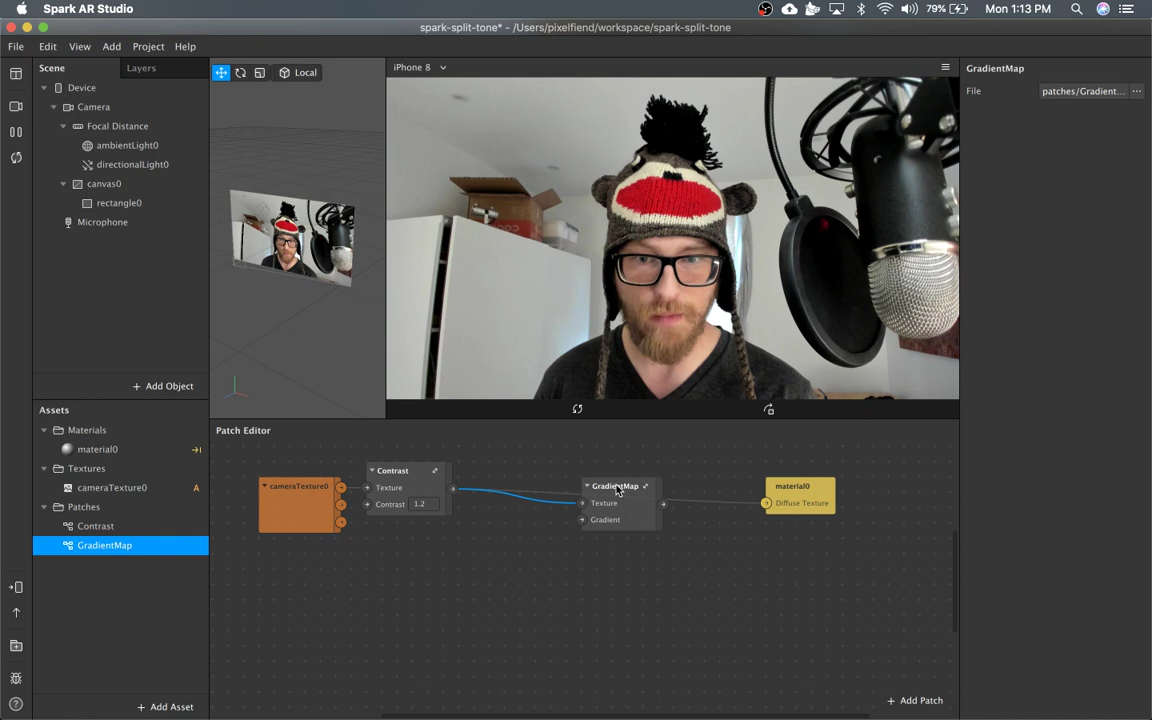 Spark AR Studio
79%
Mon 1:13 PM
spark-split-tone* - /Users/pixelfiend/workspace/spark-split-tone
File Edit View Add Project Help
Scene
Layers
Device
Camera
Focal Distance
ambientLight0
directionalLight0
canvas0
rectangle0
Microphone
+ Add Object
Local
iPhone 8
GradientMap
File
patches/Gradient...
...
Assets
Materials
material0
Textures
cameraTexture0
A
Patches
Contrast
GradientMap
+ Add Asset
Patch Editor
cameraTexture0
Contrast
Texture
Contrast 1.2
GradientMap
Texture
Gradient
material0
Diffuse Texture
+ Add Patch
?